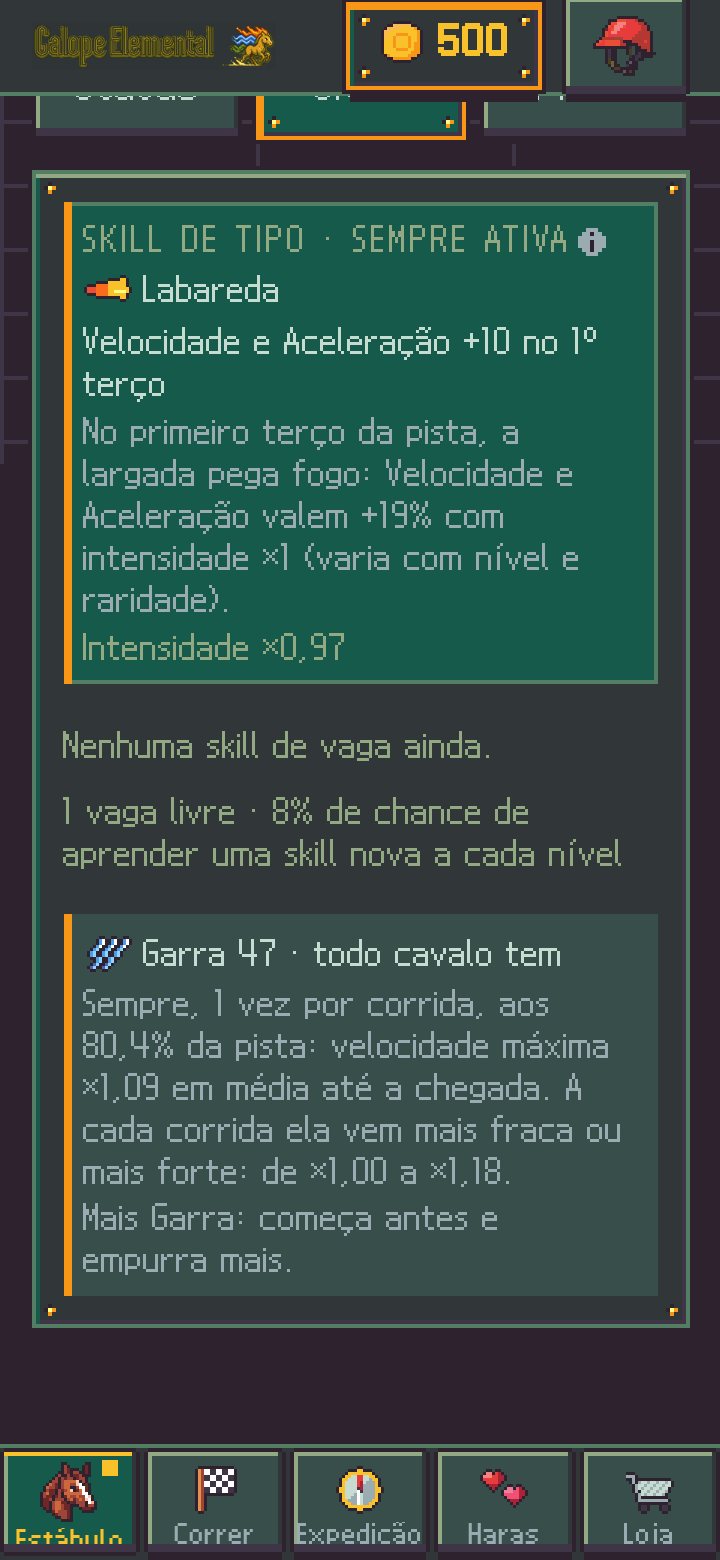 Galope Elemental
500
SKILL DE TIPO · SEMPRE ATIVA
Labareda
Velocidade e Aceleração +10 no 1º
terço
No primeiro terço da pista, a
largada pega fogo: Velocidade e
Aceleração valem +19% com
intensidade ×1 (varia com nível e
raridade).
Intensidade ×0,97
Nenhuma skill de vaga ainda.
1 vaga livre · 8% de chance de
aprender uma skill nova a cada nível
Garra 47 · todo cavalo tem
Sempre, 1 vez por corrida, aos
80,4% da pista: velocidade máxima
×1,09 em média até a chegada. A
cada corrida ela vem mais fraca ou
mais forte: de ×1,00 a ×1,18.
Mais Garra: começa antes e
empurra mais.
Estábulo
Correr
Expedição
Haras
Loja